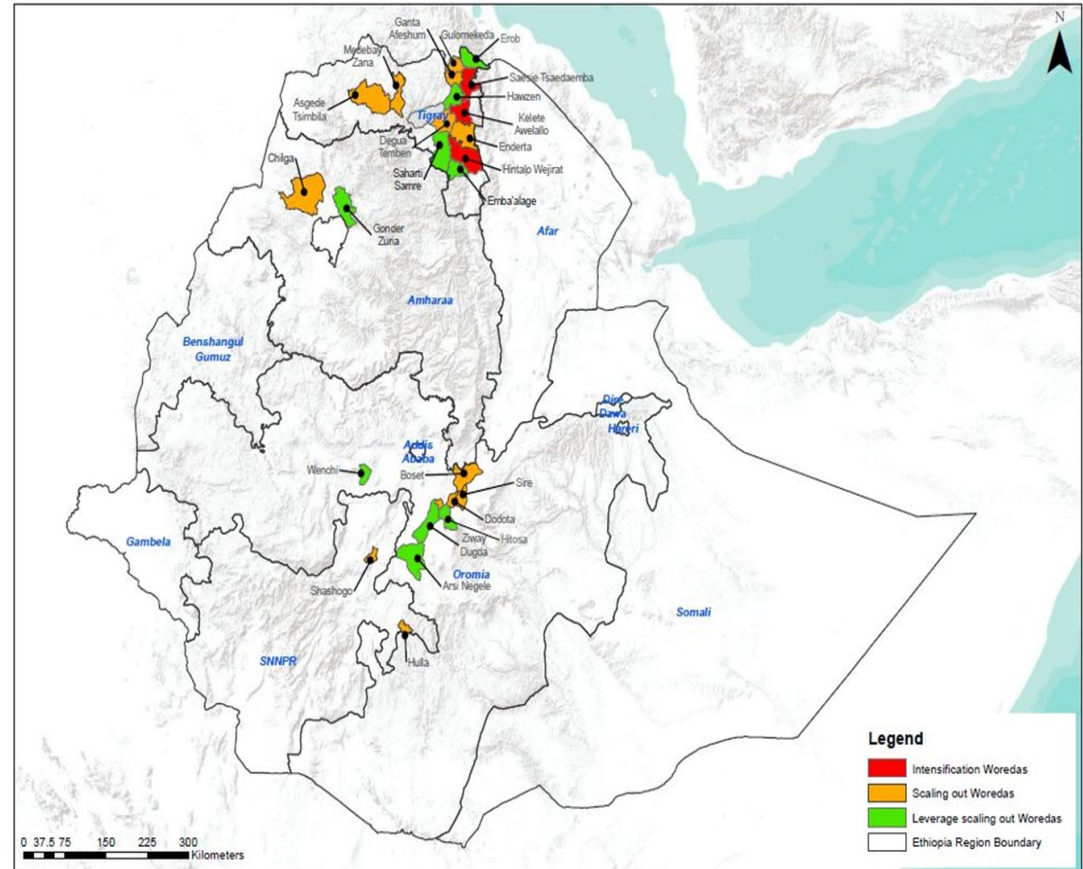 N
Ganta
Afeshum
Gulomekeda
Erob
Medebay
Zana
Saesie Tsaedaemba
Asgede
Tsimbila
Hawzen
Tigray
Kelete
Awelallo
Degua
Temben
Enderta
Chilga
Saharti
Samre
Hintalo Wejirat
Emba'alage
Gonder
Zuria
Afar
Amharaa
Benshangul
Gumuz
Dire
Dawa
Hareri
Addis
Ababa
Wenchi
Boset
Sire
Dodota
Gambela
Ziway
Dugda
Hitosa
Oromia
Arsi Negele
Shashogo
Somali
SNNPR
Hulla
Legend
Intensification Woredas
Scaling out Woredas
Leverage scaling out Woredas
Ethiopia Region Boundary
0 37.5 75 150 225 300
Kilometers